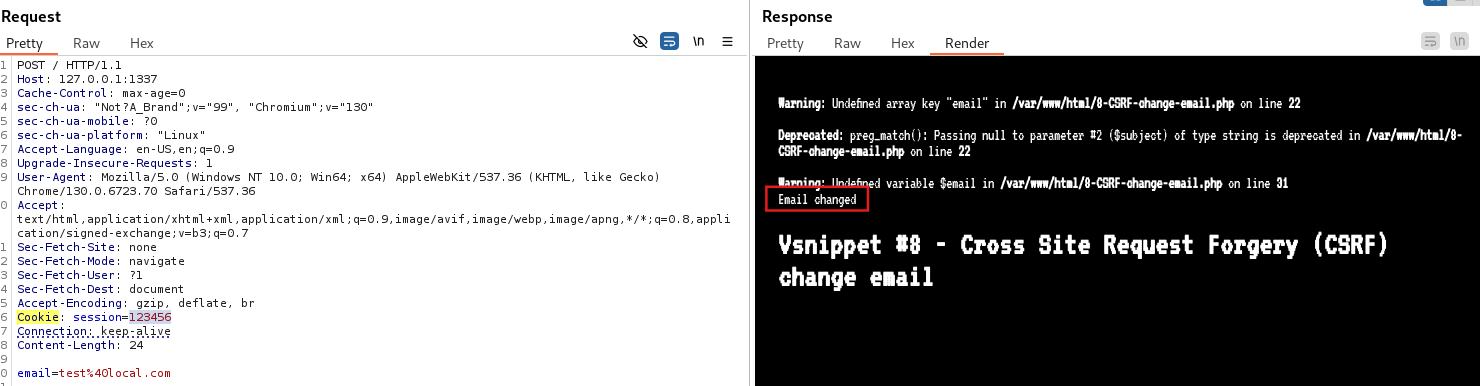 Request
Pretty Raw Hex
\n
1 POST / HTTP/1.1
2 Host: 127.0.0.1:1337
3 Cache-Control: max-age=0
4 sec-ch-ua: "Not?A_Brand";v="99", "Chromium";v="130"
5 sec-ch-ua-mobile: ?0
6 sec-ch-ua-platform: "Linux"
7 Accept-Language: en-US,en;q=0.9
8 Upgrade-Insecure-Requests: 1
9 User-Agent: Mozilla/5.0 (Windows NT 10.0; Win64; x64) AppleWebKit/537.36 (KHTML, like Gecko)
Chrome/130.0.6723.70 Safari/537.36
0 Accept:
text/html,application/xhtml+xml,application/xml;q=0.9,image/avif,image/webp,image/apng,*/*;q=0.8,appli
cation/signed-exchange;v=b3;q=0.7
1 Sec-Fetch-Site: none
2 Sec-Fetch-Mode: navigate
3 Sec-Fetch-User: ?1
4 Sec-Fetch-Dest: document
5 Accept-Encoding: gzip, deflate, br
6 Cookie: session=123456
7 Connection: keep-alive
8 Content-Length: 24
9
0 email=test%40local.com
Response
Pretty Raw Hex Render
\n
Warning: Undefined array key "email" in /var/www/html/8-CSRF-change-email.php on line 22
Deprecated: preg_match(): Passing null to parameter #2 ($subject) of type string is deprecated in /var/www/html/8-
CSRF-change-email.php on line 22
Warning: Undefined variable $email in /var/www/html/8-CSRF-change-email.php on line 31
Email changed
Vsnippet #8 - Cross Site Request Forgery (CSRF)
change email